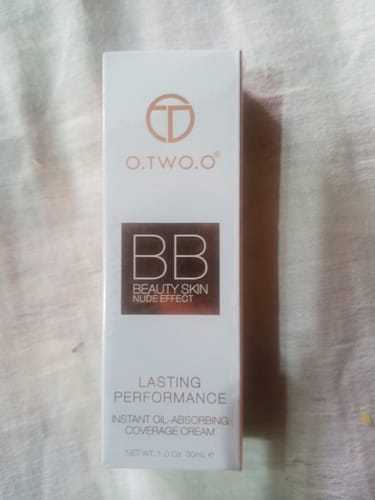 O.TWO.O®
BB
BEAUTY SKIN
NUDE EFFECT
LASTING
PERFORMANCE
INSTANT OIL-ABSORBING
COVERAGE CREAM
NET WT. 1.0 Oz. 30mL e